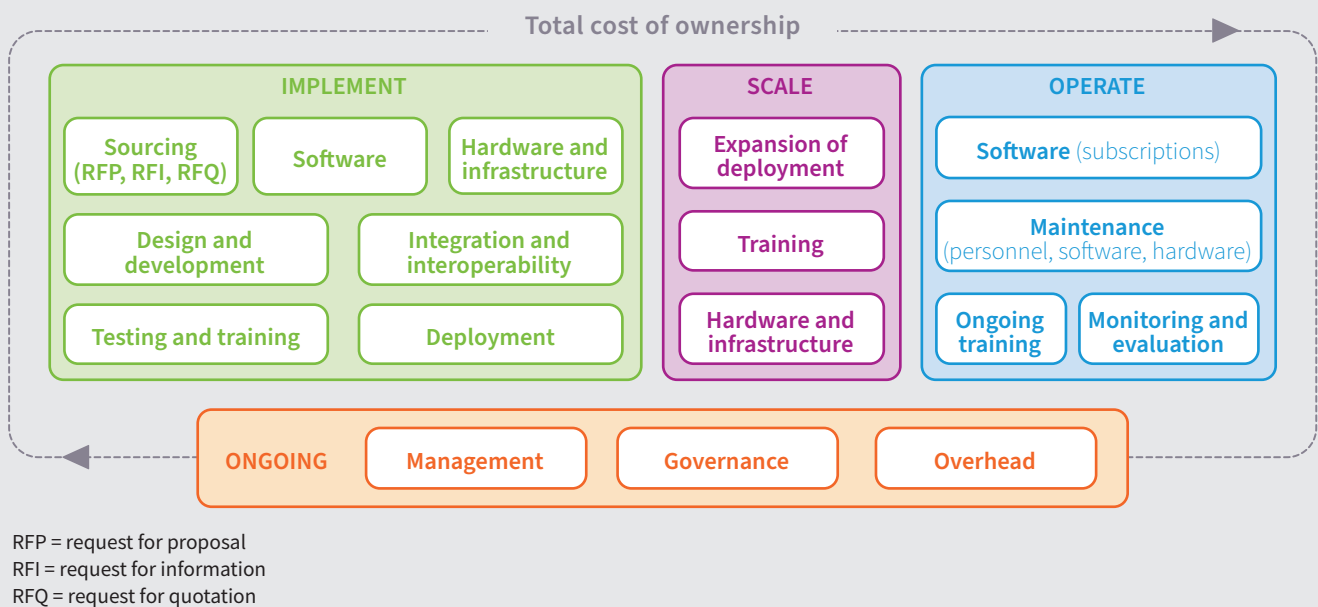 Total cost of ownership
IMPLEMENT
Sourcing
(RFP, RFI, RFQ)
Software
Hardware and
infrastructure
Design and
development
Integration and
interoperability
Testing and training
Deployment
SCALE
Expansion of
deployment
Training
Hardware and
infrastructure
OPERATE
Software (subscriptions)
Maintenance
(personnel, software, hardware)
Ongoing
training
Monitoring and
evaluation
ONGOING
Management
Governance
Overhead
RFP = request for proposal
RFI = request for information
RFQ = request for quotation